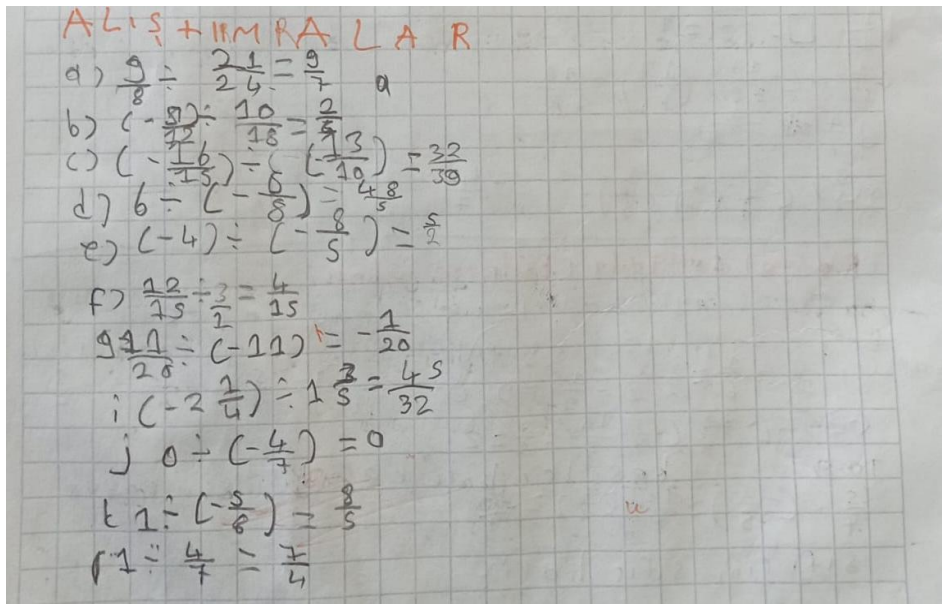 ALIŞTIRMALAR
a) 9/8 ÷ 21/24 = 9/7 a
b) (-8/12) ÷ 10/18 = 2/5
c) (-16/15) ÷ (-13/10) = 32/39
d) 6 ÷ (-6/8) = 48/5
e) (-4) ÷ (-8/5) = 5/2
f) 12/15 ÷ 3/1 = 4/15
g 11/20 ÷ (-11) = -1/20
i (-2 1/4) ÷ 1 3/5 = 45/32
j 0 ÷ (-4/7) = 0
t 1 ÷ (-5/8) = 8/5
r 1 ÷ 4/7 = 7/4